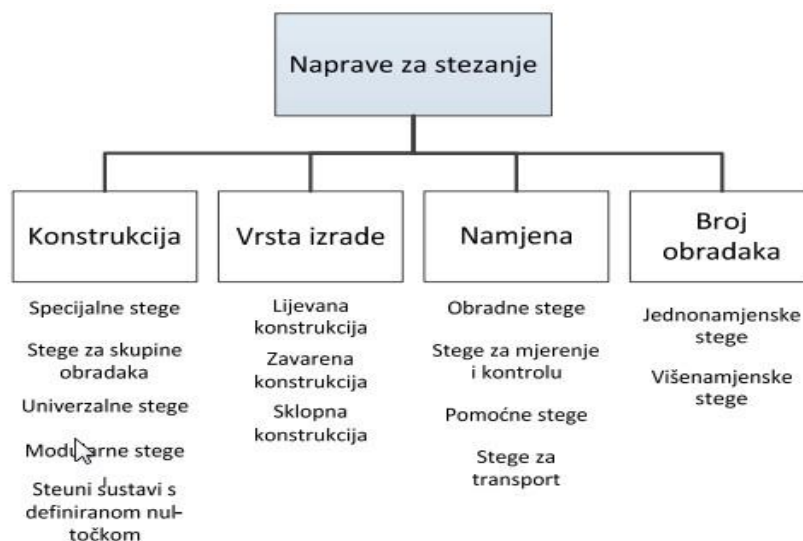 Naprave za stezanje
Konstrukcija
Specijalne stege
Stege za skupine
obradaka
Univerzalne stege
Modularne stege
Steuni sustavi s
definiranom nul-
točkom
Vrsta izrade
Lijevana
konstrukcija
Zavarena
konstrukcija
Sklopna
konstrukcija
Namjena
Obradne stege
Stege za mjerenje
i kontrolu
Pomoćne stege
Stege za
transport
Broj
obradaka
Jednonamjenske
stege
Višenamjenske
stege